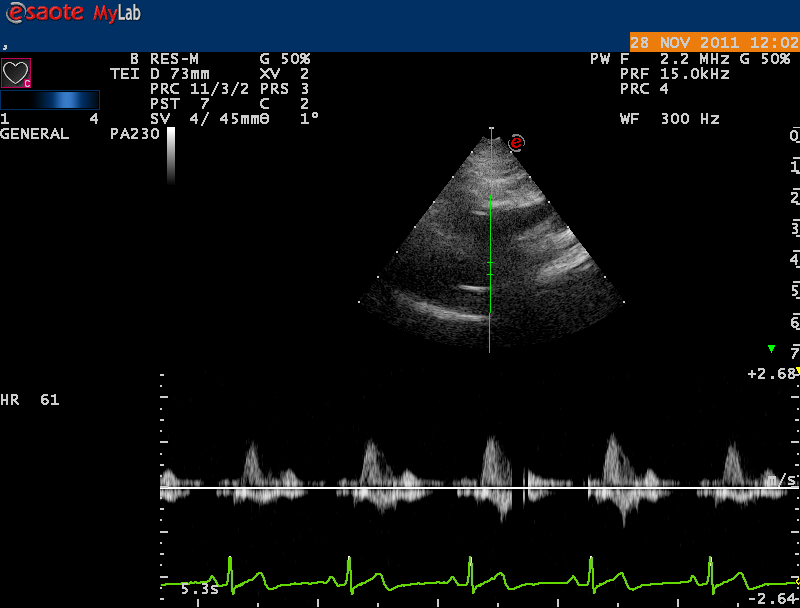 esaote MyLab
,
28 NOV 2011 12:02
B RES-M G 50%
TEI D 73mm XV 2
PRC 11/3/2 PRS 3
PST 7 C 2
SV 4/ 45mmθ 1°
PW F 2.2 MHz G 50%
PRF 15.0kHz
PRC 4
WF 300 Hz
C
1 4
GENERAL PA230
e
0
1
2
3
4
5
6
7
+2.68
HR 61
m/s
5.3s
-2.64